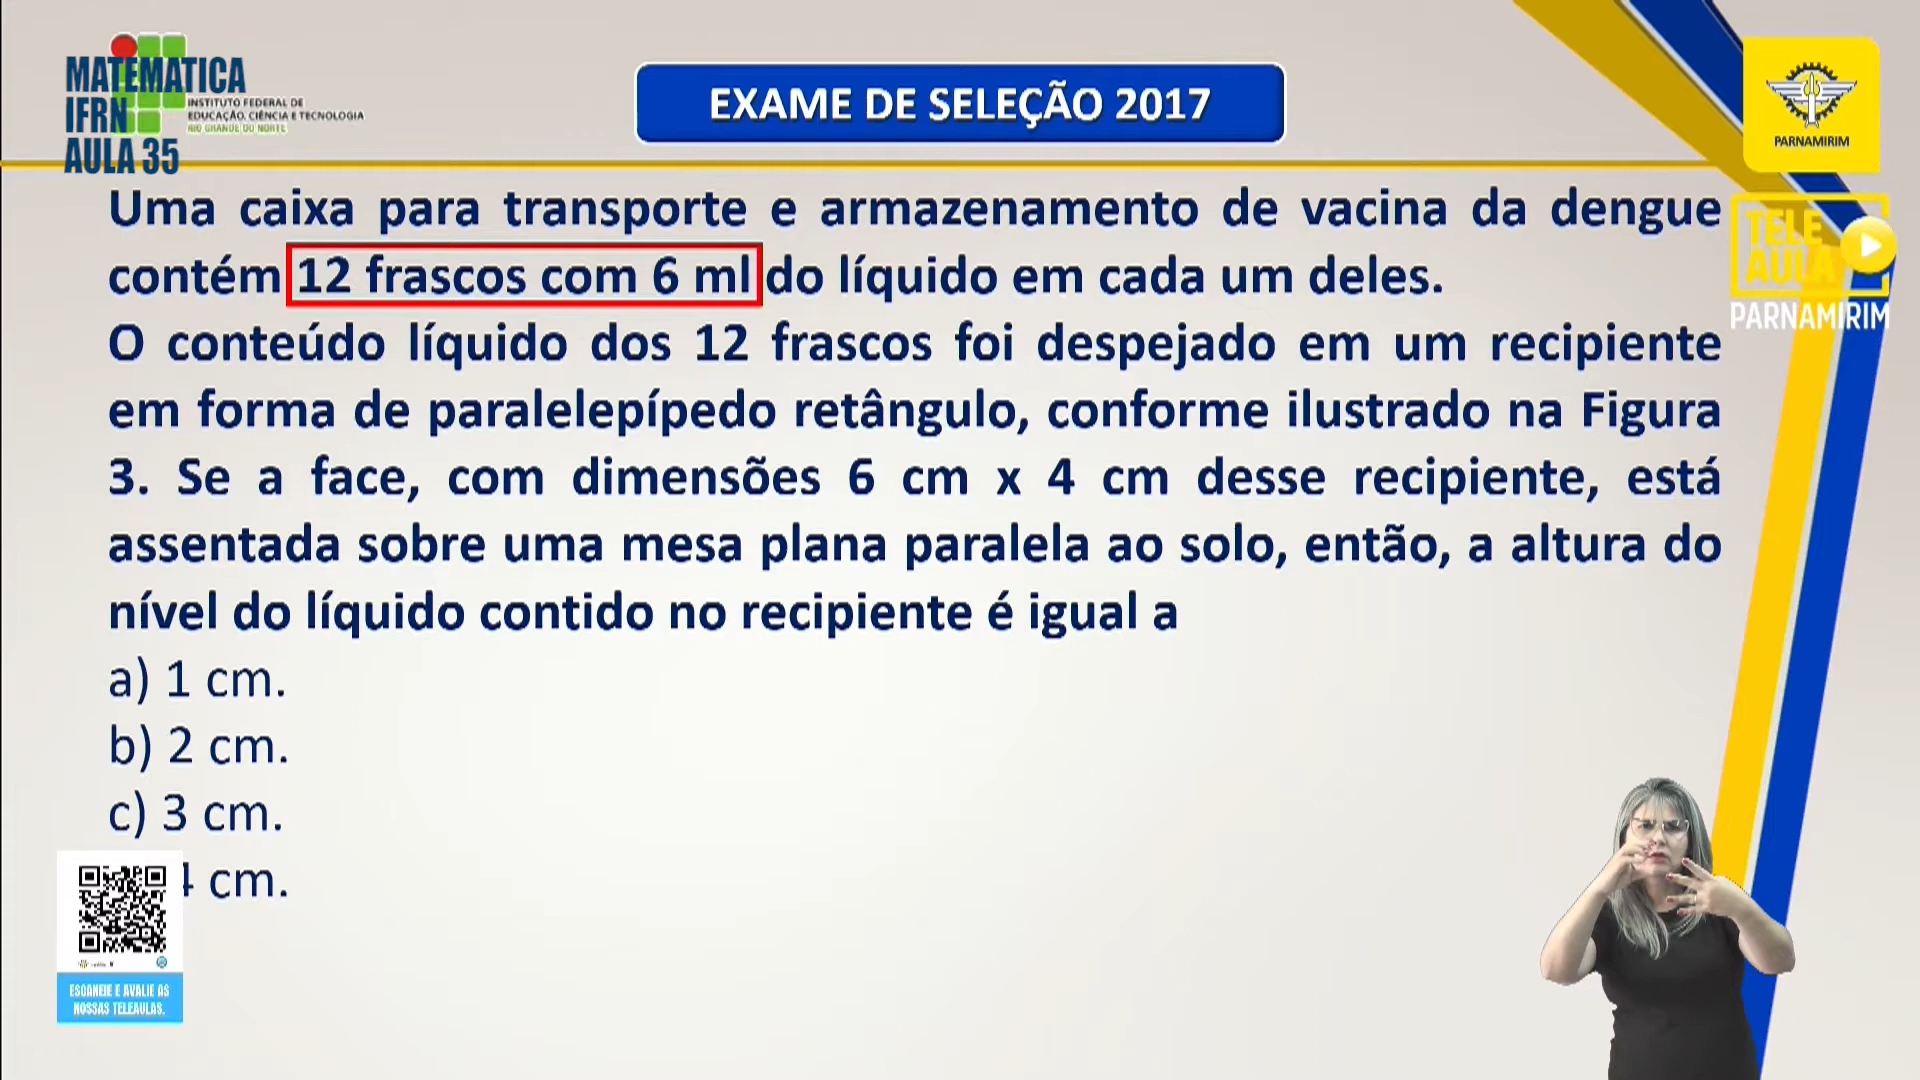 MATEMATICA
IFRN
AULA 35
INSTITUTO FEDERAL DE
EDUCAÇÃO, CIÊNCIA E TECNOLOGIA
RIO GRANDE DO NORTE
EXAME DE SELEÇÃO 2017
PARNAMIRIM
TELE
AULA
PARNAMIRIM
Uma caixa para transporte e armazenamento de vacina da dengue
contém 12 frascos com 6 ml do líquido em cada um deles.
O conteúdo líquido dos 12 frascos foi despejado em um recipiente
em forma de paralelepípedo retângulo, conforme ilustrado na Figura
3. Se a face, com dimensões 6 cm x 4 cm desse recipiente, está
assentada sobre uma mesa plana paralela ao solo, então, a altura do
nível do líquido contido no recipiente é igual a
a) 1 cm.
b) 2 cm.
c) 3 cm.
4 cm.
ESCANEIE E AVALIE AS
NOSSAS TELEAULAS.